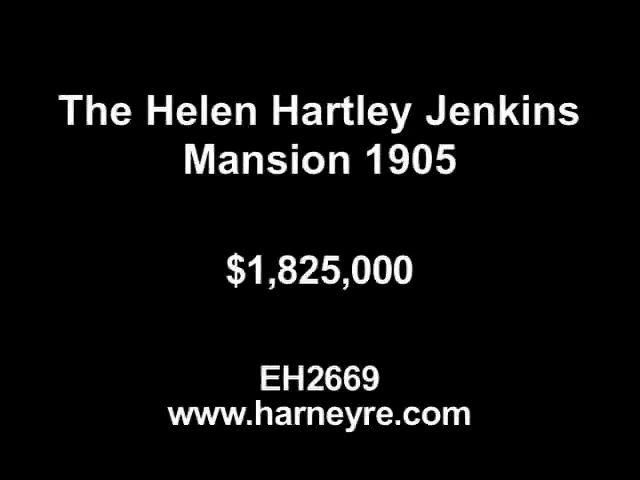 The Helen Hartley Jenkins
Mansion 1905
$1,825,000
EH2669
www.harneyre.com